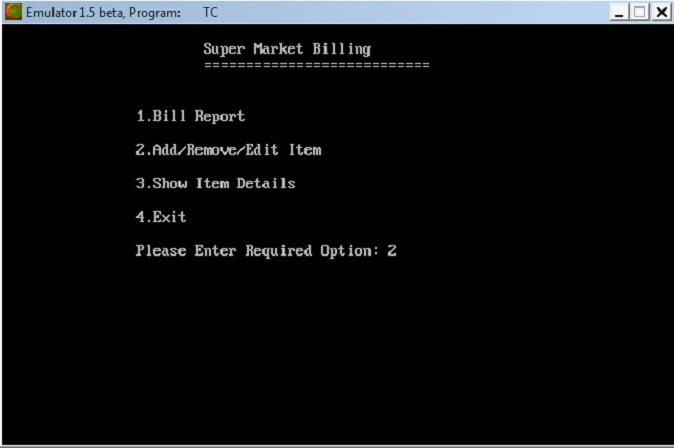 Emulator 1.5 beta, Program: TC
Super Market Billing
===========================
1.Bill Report
2.Add/Remove/Edit Item
3.Show Item Details
4.Exit
Please Enter Required Option: 2